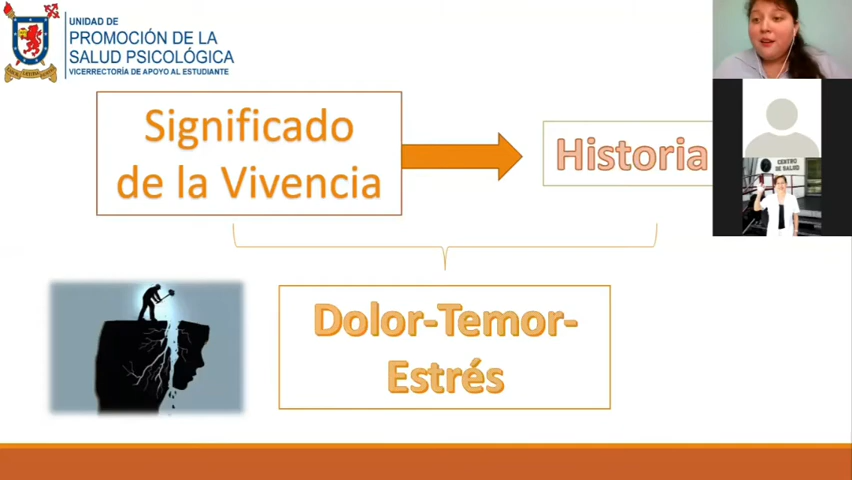 UNIDAD DE
PROMOCIÓN DE LA
SALUD PSICOLÓGICA
VICERRECTORÍA DE APOYO AL ESTUDIANTE
Significado
de la Vivencia
Historia
CENTRO
DE SALUD
Dolor-Temor-
Estrés